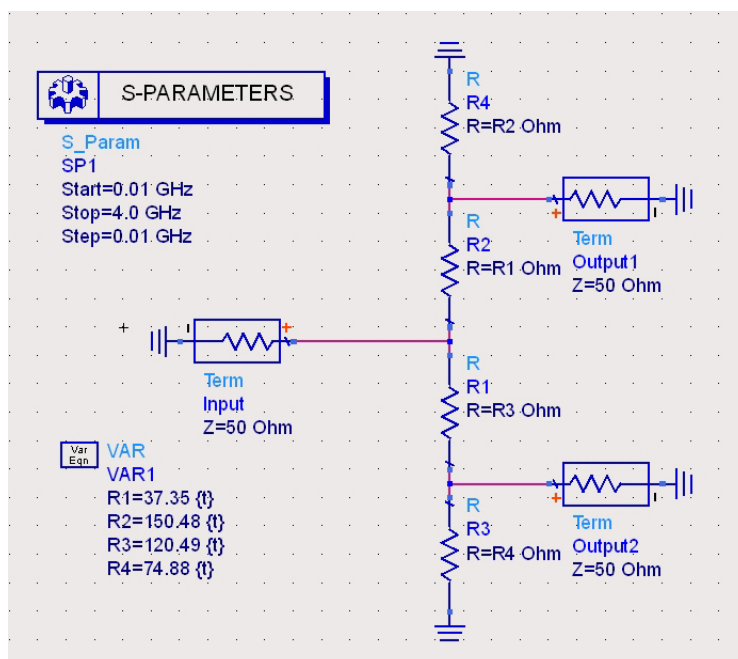 S-PARAMETERS
S_Param
SP1
Start=0.01 GHz
Stop=4.0 GHz
Step=0.01 GHz
R
R4
R=R2 Ohm
Term
Output1
Z=50 Ohm
R
R2
R=R1 Ohm
Term
Input
Z=50 Ohm
R
R1
R=R3 Ohm
Var
Eqn
VAR
VAR1
R1=37.35 {t}
R2=150.48 {t}
R3=120.49 {t}
R4=74.88 {t}
R
R3
R=R4 Ohm
Term
Output2
Z=50 Ohm